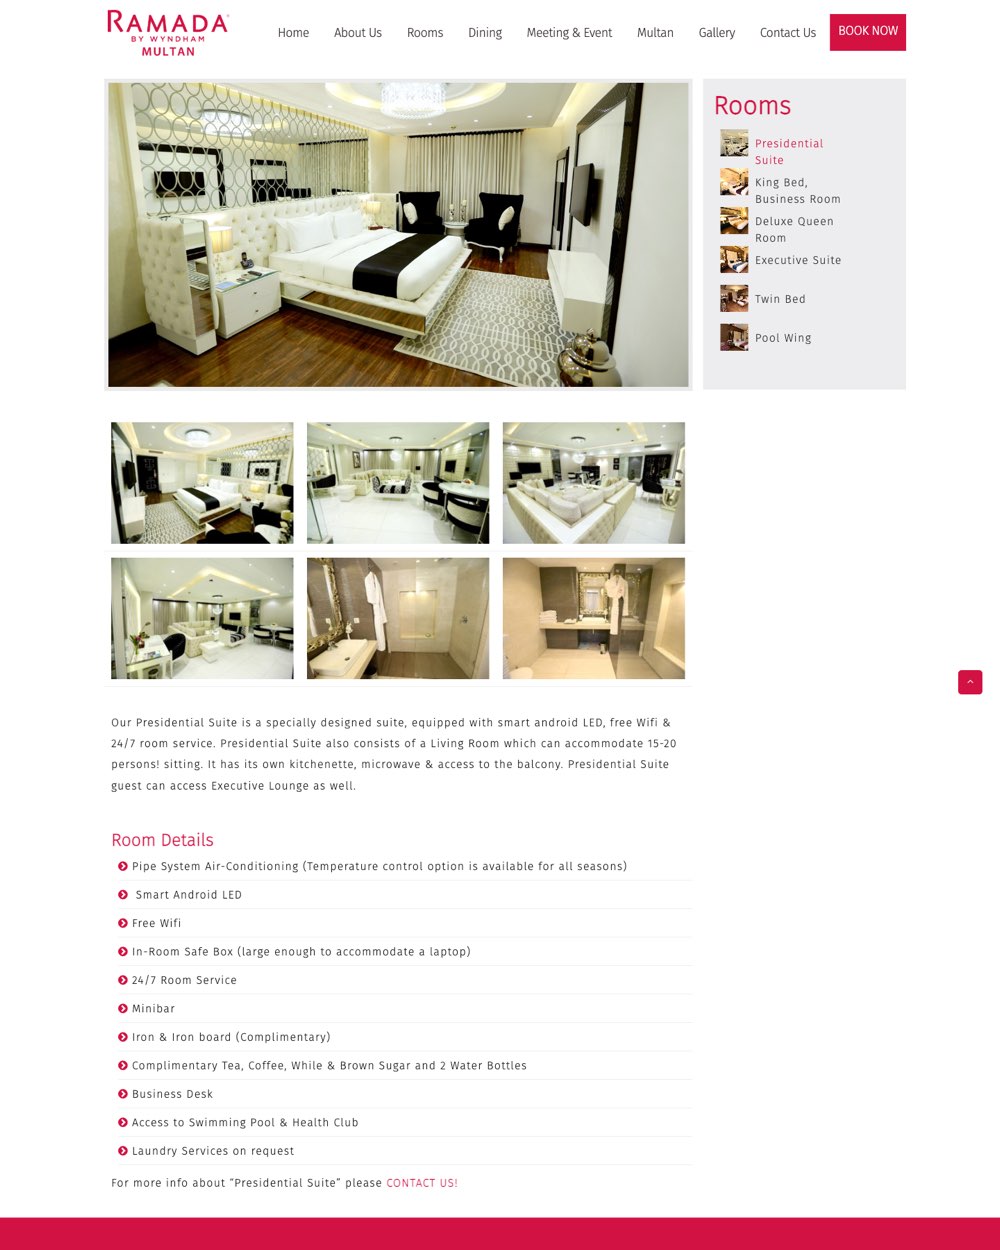 RAMADA
BY WYNDHAM
MULTAN
Home
About Us
Rooms
Dining
Meeting & Event
Multan
Gallery
Contact Us
BOOK NOW
Rooms
Presidential
Suite
King Bed,
Business Room
Deluxe Queen
Room
Executive Suite
Twin Bed
Pool Wing
Our Presidential Suite is a specially designed suite, equipped with smart android LED, free Wifi &
24/7 room service. Presidential Suite also consists of a Living Room which can accommodate 15-20
persons! sitting. It has its own kitchenette, microwave & access to the balcony. Presidential Suite
guest can access Executive Lounge as well.
Room Details
Pipe System Air-Conditioning (Temperature control option is available for all seasons)
Smart Android LED
Free Wifi
In-Room Safe Box (large enough to accommodate a laptop)
24/7 Room Service
Minibar
Iron & Iron board (Complimentary)
Complimentary Tea, Coffee, While & Brown Sugar and 2 Water Bottles
Business Desk
Access to Swimming Pool & Health Club
Laundry Services on request
For more info about “Presidential Suite” please CONTACT US!